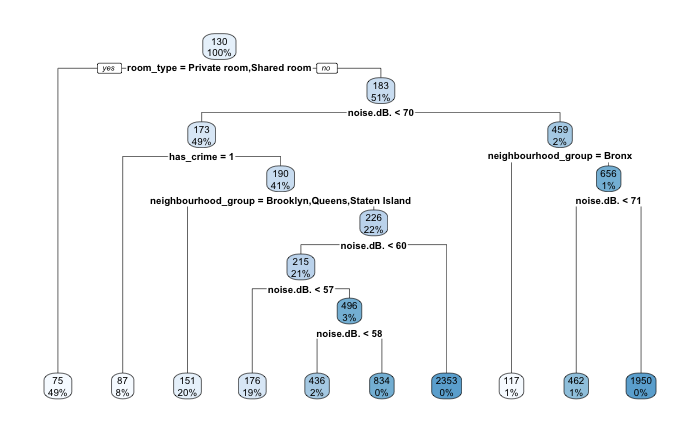 130
100%
yes room_type = Private room,Shared room no
183
51%
noise.dB. < 70
173
49%
459
2%
has_crime = 1
neighbourhood_group = Bronx
190
41%
656
1%
neighbourhood_group = Brooklyn,Queens,Staten Island
noise.dB. < 71
226
22%
noise.dB. < 60
215
21%
noise.dB. < 57
496
3%
noise.dB. < 58
75 87 151 176 436 834 2353 117 462 1950
49% 8% 20% 19% 2% 0% 0% 1% 1% 0%